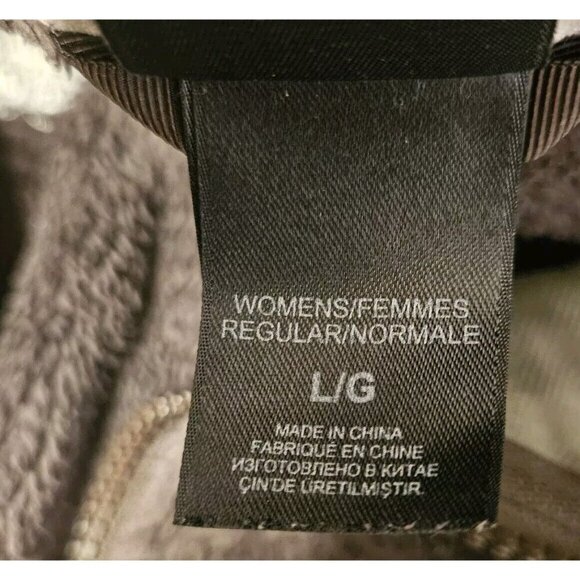 WOMENS/FEMMES
REGULAR/NORMALE
L/G
MADE IN CHINA
FABRIQUÉ EN CHINE
ИЗГОТОВЛЕНО В КИТАЕ
ÇIN'DE ÜRETILMIŞTIR.